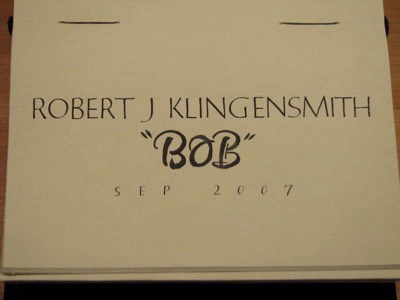 ROBERT J KLINGENSMITH
"BOB"
SEP 2007